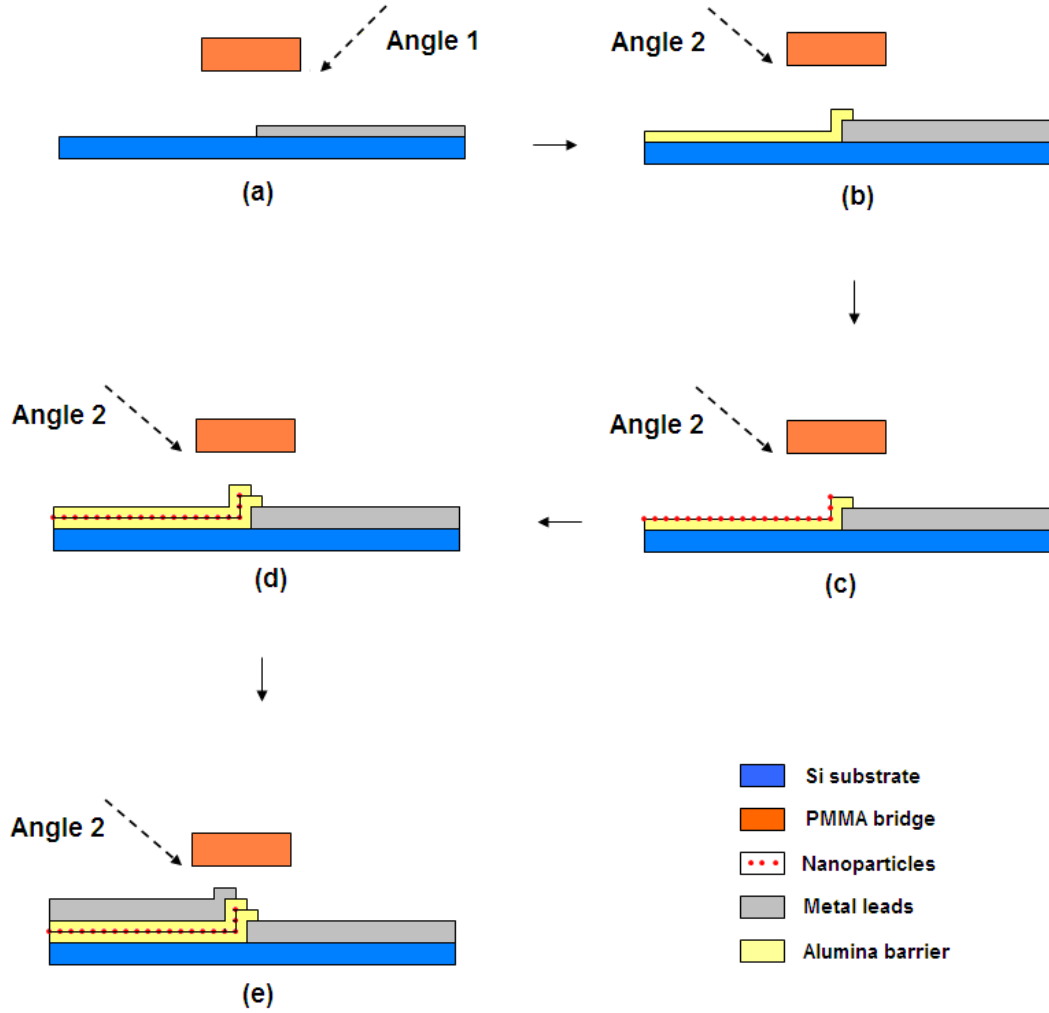 Angle 1
(a)
Angle 2
(b)
Angle 2
(d)
Angle 2
(c)
Angle 2
(e)
Si substrate
PMMA bridge
Nanoparticles
Metal leads
Alumina barrier